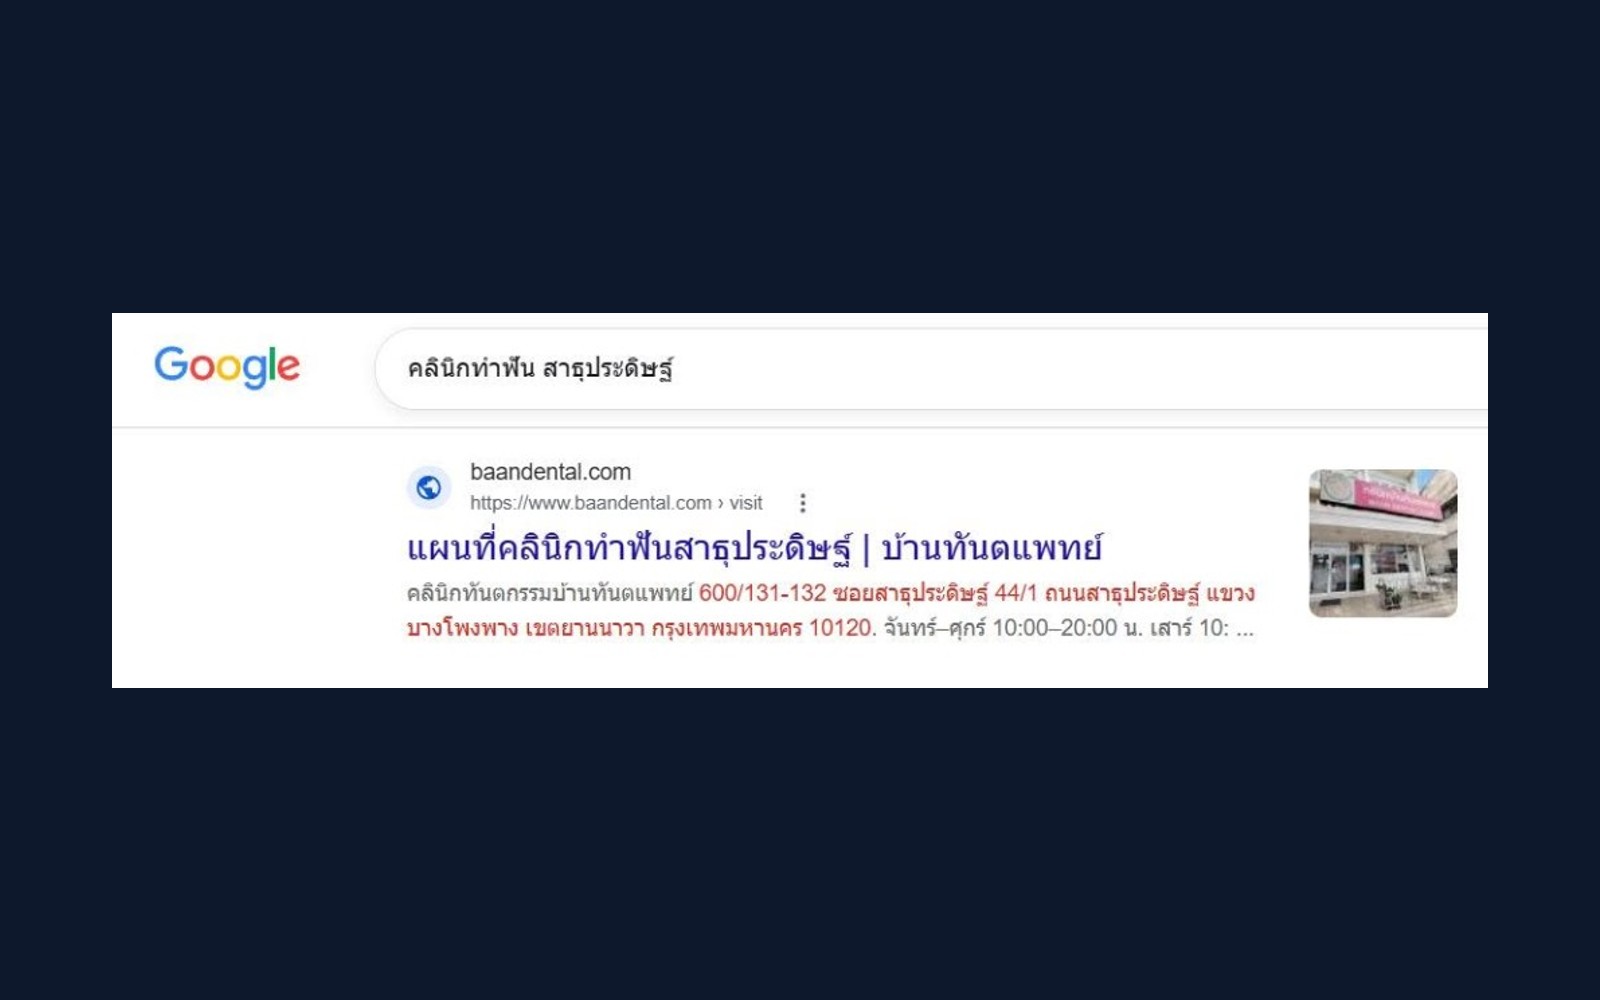 Google
คลินิกทำฟัน สาธุประดิษฐ์
baandental.com
https://www.baandental.com › visit
แผนที่คลินิกทำฟันสาธุประดิษฐ์ | บ้านทันตแพทย์
คลินิกทันตกรรมบ้านทันตแพทย์ 600/131-132 ซอยสาธุประดิษฐ์ 44/1 ถนนสาธุประดิษฐ์ แขวง
บางโพงพาง เขตยานนาวา กรุงเทพมหานคร 10120. จันทร์–ศุกร์ 10:00–20:00 น. เสาร์ 10: ...